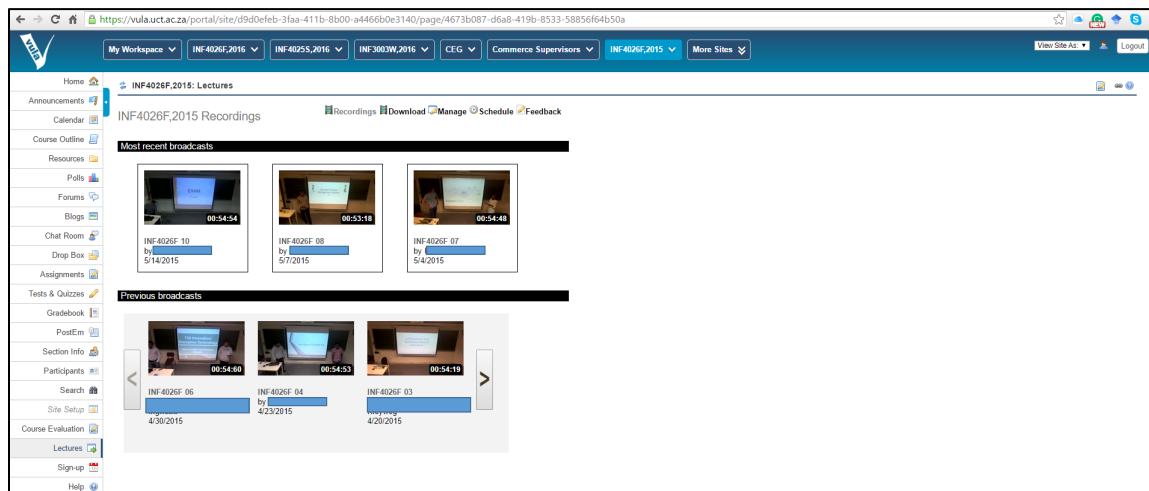 https://vula.uct.ac.za/portal/site/d9d0efeb-3faa-411b-8b00-a4466b0e3140/page/4673b087-d6a8-419b-8533-58856f64b50a
NEW
vula
My Workspace INF4026F,2016 INF4025S,2016 INF3003W,2016 CEG Commerce Supervisors INF4026F,2015 More Sites
View Site As: Logout
Home
Announcements
Calendar
Course Outline
Resources
Polls
Forums
Blogs
Chat Room
Drop Box
Assignments
Tests & Quizzes
Gradebook
PostEm
Section Info
Participants
Search
Site Setup
Course Evaluation
Lectures
Sign-up
Help
INF4026F,2015: Lectures
INF4026F,2015 Recordings
Recordings Download Manage Schedule Feedback
Most recent broadcasts
EXAM
00:54:54
INF4026F 10
by
5/14/2015
00:53:18
INF4026F 08
by
5/7/2015
00:54:48
INF4026F 07
by
5/4/2015
Previous broadcasts
00:54:60
INF4026F 06
4/30/2015
00:54:53
INF4026F 04
by
4/23/2015
00:54:19
INF4026F 03
4/20/2015